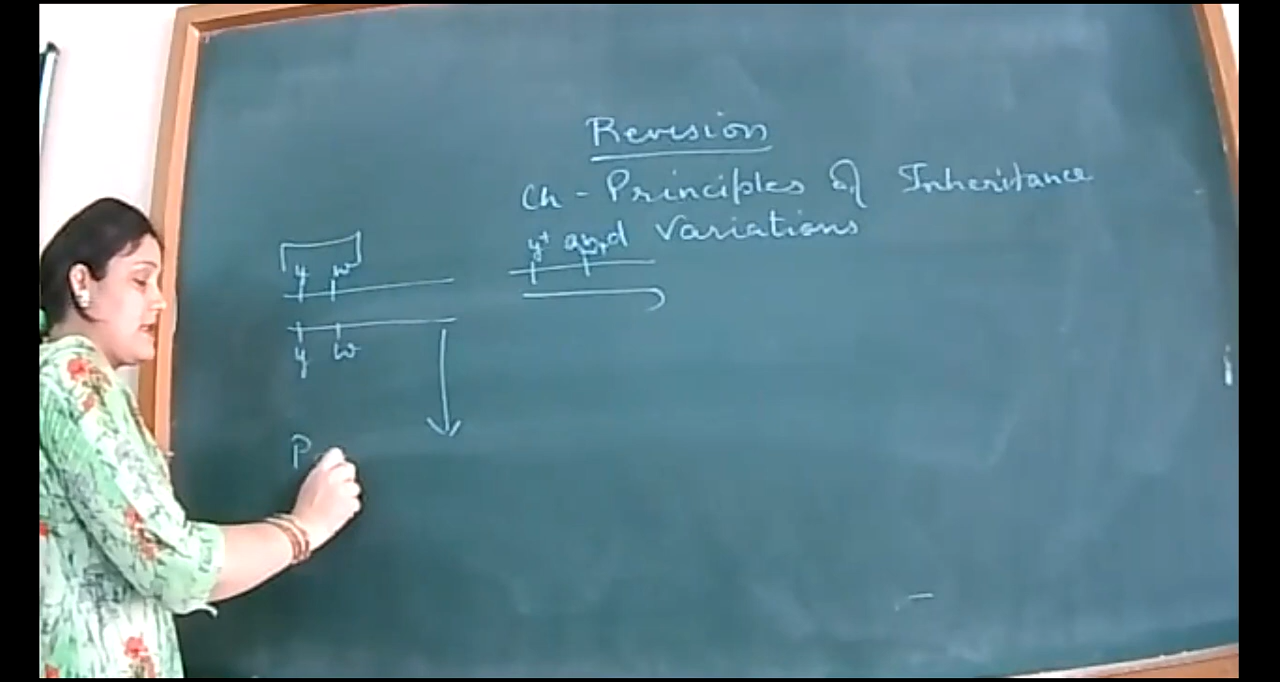 Revision
Ch - Principles of Inheritance
and Variations
y w
y+ w+
y w
P